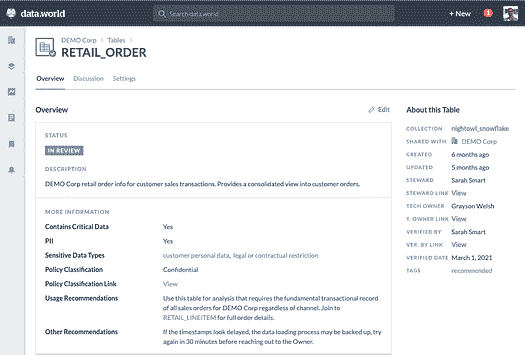 data.world
Search data.world
+ New
1
DEMO Corp > Tables >
RETAIL_ORDER
Overview Discussion Settings
Overview
Edit
STATUS
IN REVIEW
DESCRIPTION
DEMO Corp retail order info for customer sales transactions. Provides a consolidated view into customer orders.
MORE INFORMATION
Contains Critical Data Yes
PII Yes
Sensitive Data Types customer personal data, legal or contractual restriction
Policy Classification Confidential
Policy Classification Link View
Usage Recommendations Use this table for analysis that requires the fundamental transactional record
of all sales orders for DEMO Corp regardless of channel. Join to
RETAIL_LINEITEM for full order details.
Other Recommendations If the timestamps look delayed, the data loading process may be backed up, try
again in 30 minutes before reaching out to the Owner.
About this Table
COLLECTION nightowl_snowflake
SHARED WITH DEMO Corp
CREATED 6 months ago
UPDATED 5 months ago
STEWARD Sarah Smart
STEWARD LINK View
TECH OWNER Grayson Welsh
T. OWNER LINK View
VERIFIED BY Sarah Smart
VER. BY LINK View
VERIFIED DATE March 1, 2021
TAGS recommended